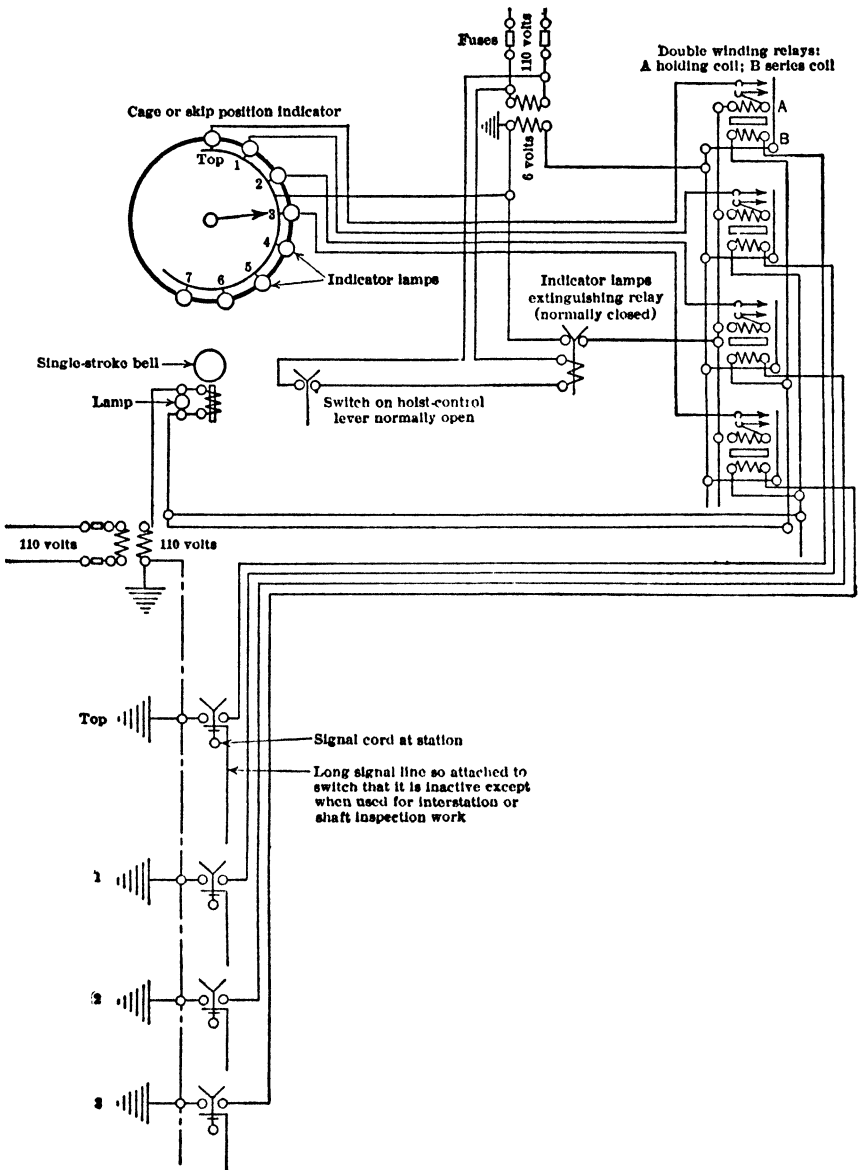 Fuses
110 volts
Double winding relays:
A holding coil; B series coil
A
B
Cage or skip position indicator
Top
1
2
3
4
5
6
7
6 volts
Indicator lamps
Indicator lamps
extinguishing relay
(normally closed)
Single-stroke bell
Lamp
Switch on hoist-control
lever normally open
110 volts
110 volts
Top
Signal cord at station
Long signal line so attached to
switch that it is inactive except
when used for interstation or
shaft inspection work
1
2
3